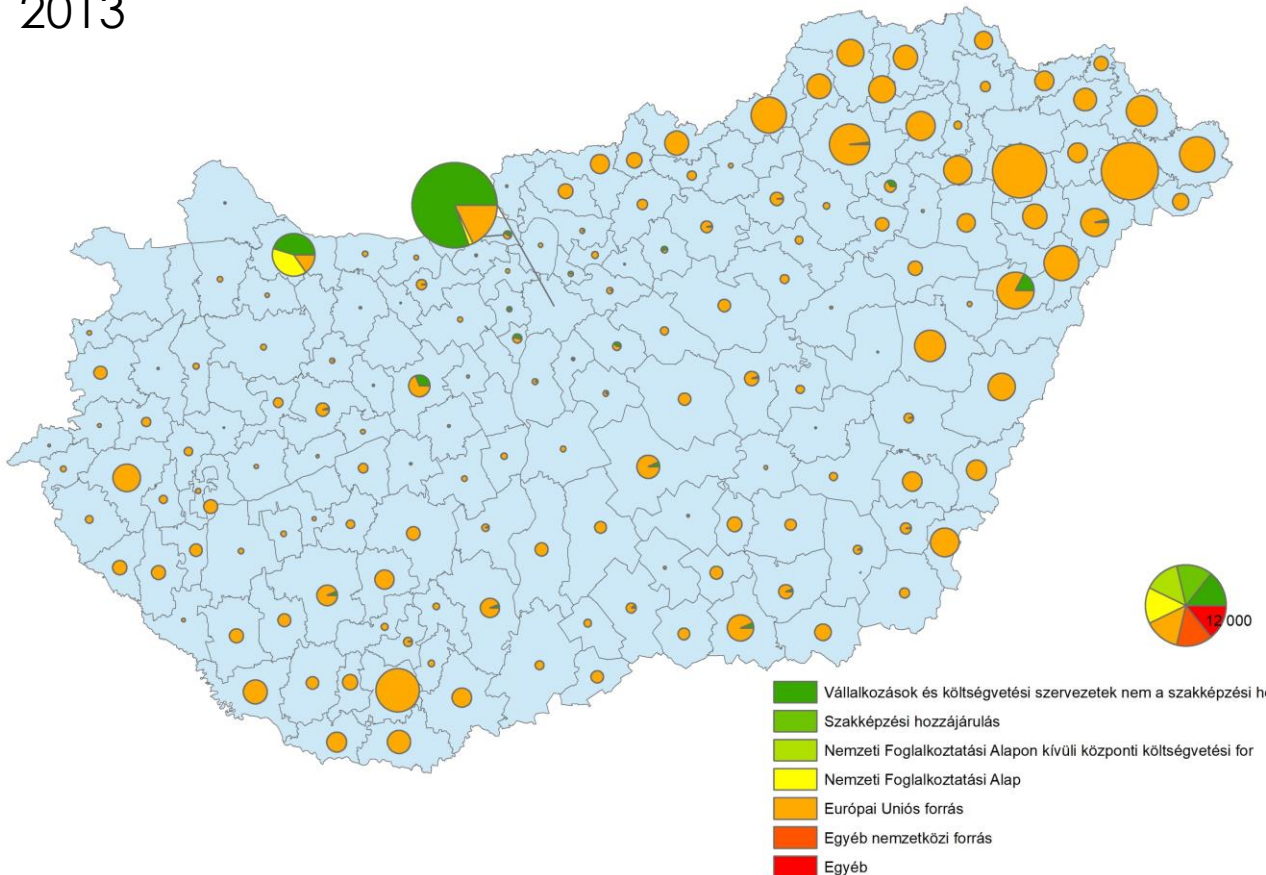 2013
12 000
Vállalkozások és költségvetési szervezetek nem a szakképzési
Szakképzési hozzájárulás
Nemzeti Foglalkoztatási Alapon kívüli központi költségvetési for
Nemzeti Foglalkoztatási Alap
Európai Uniós forrás
Egyéb nemzetközi forrás
Egyéb